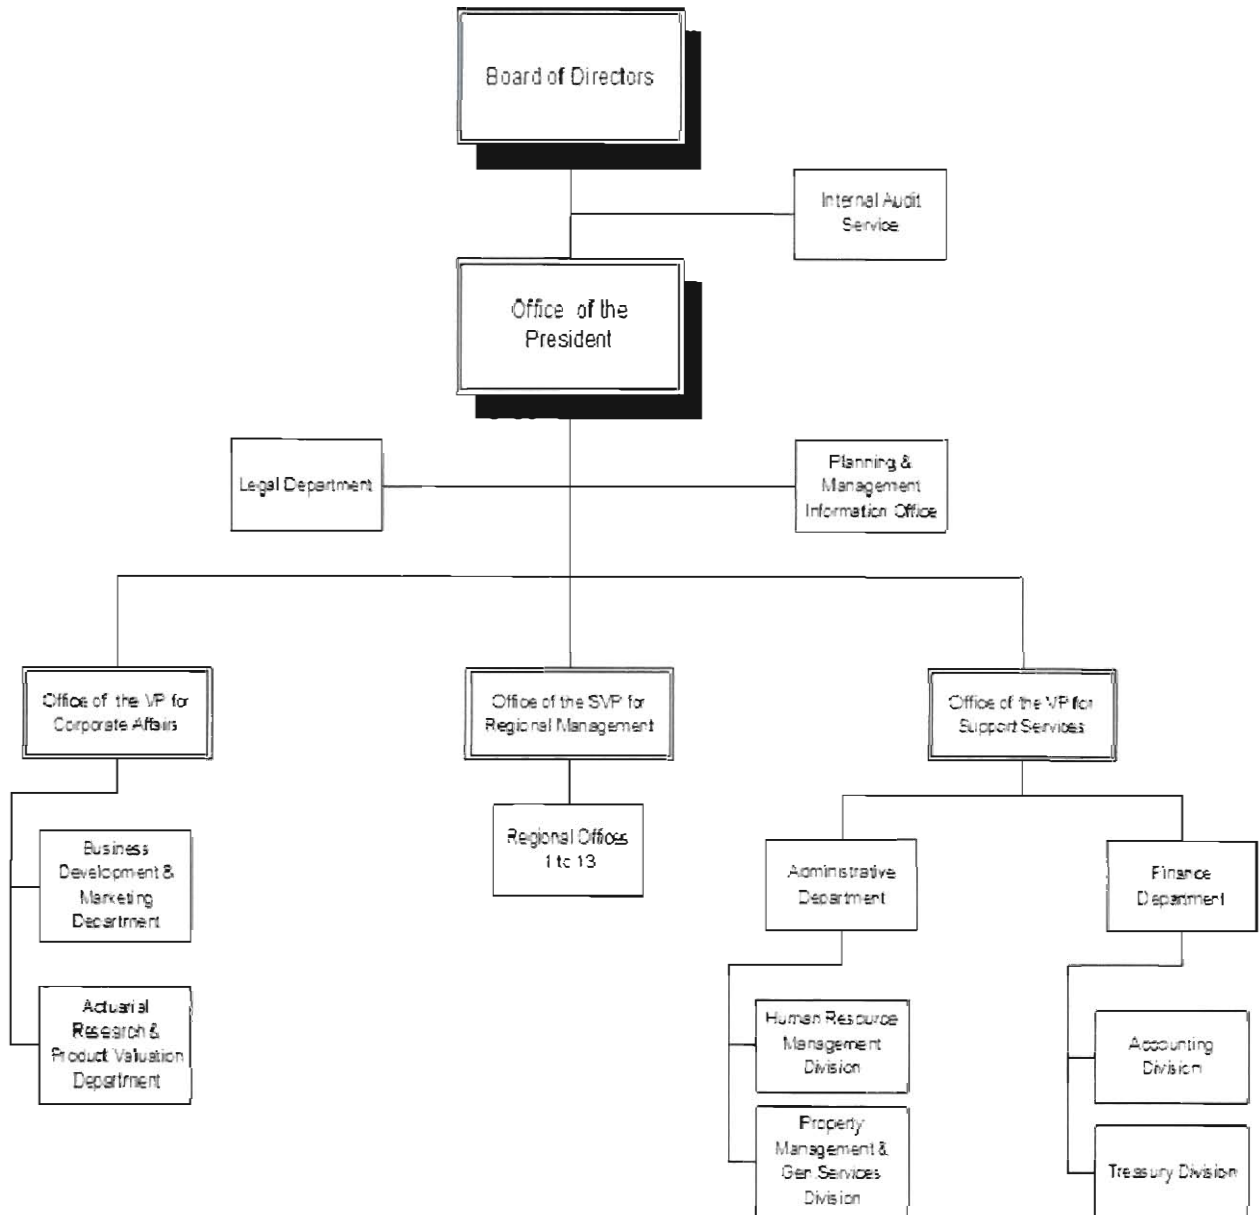 Board of Directors
Internal Audit
Service
Office of the
President
Legal Department
Planning &
Management
Information Office
Office of the VP for
Corporate Affairs
Office of the SVP for
Regional Management
Office of the VP for
Support Services
Business
Development &
Marketing
Department
Actuarial
Research &
Product Valuation
Department
Regional Offices
1 to 13
Administrative
Department
Finance
Department
Human Resource
Management
Division
Property
Management &
Gen Services
Division
Accounting
Division
Treasury Division